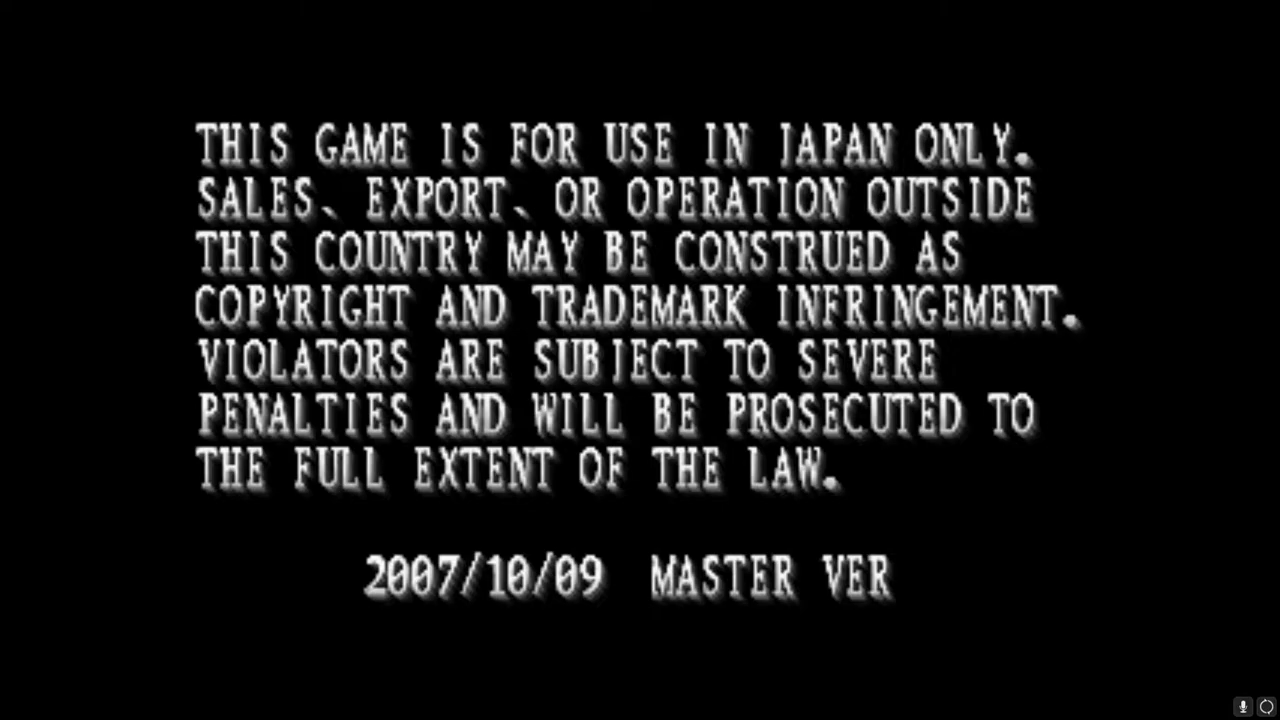 THIS GAME IS FOR USE IN JAPAN ONLY.
SALES、EXPORT、OR OPERATION OUTSIDE
THIS COUNTRY MAY BE CONSTRUED AS
COPYRIGHT AND TRADEMARK INFRINGEMENT.
VIOLATORS ARE SUBJECT TO SEVERE
PENALTIES AND WILL BE PROSECUTED TO
THE FULL EXTENT OF THE LAW.
2007/10/09 MASTER VER